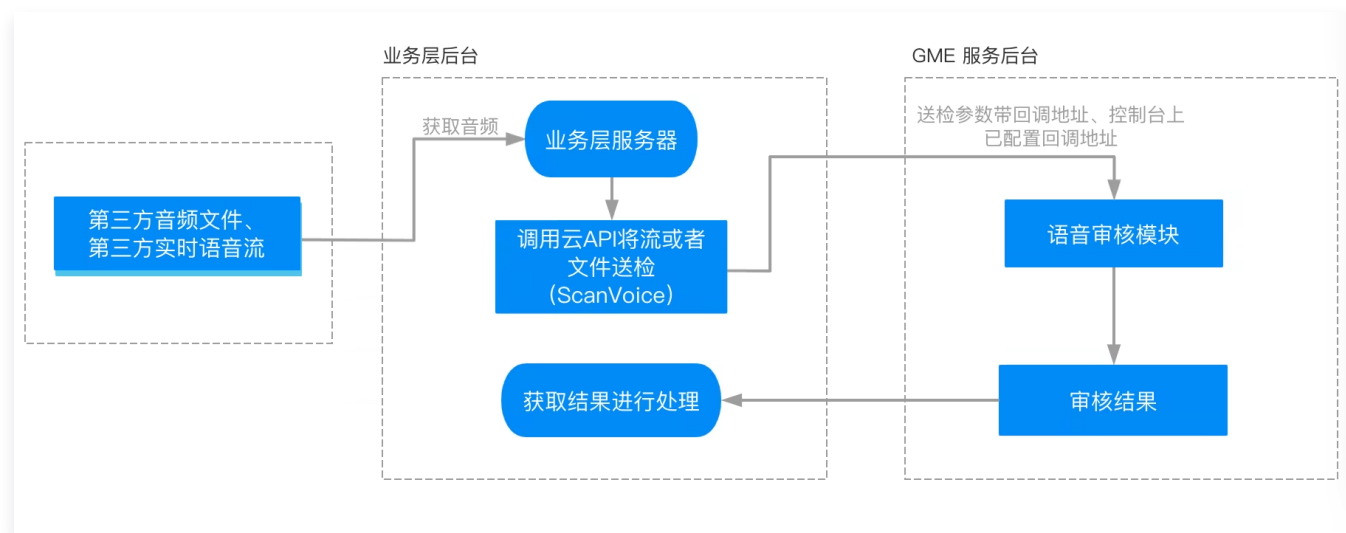 业务层后台
GME 服务后台
获取音频
业务层服务器
送检参数带回调地址、控制台上
已配置回调地址
第三方音频文件、
第三方实时语音流
调用云API将流或者
文件送检
（ScanVoice）
语音审核模块
获取结果进行处理
审核结果